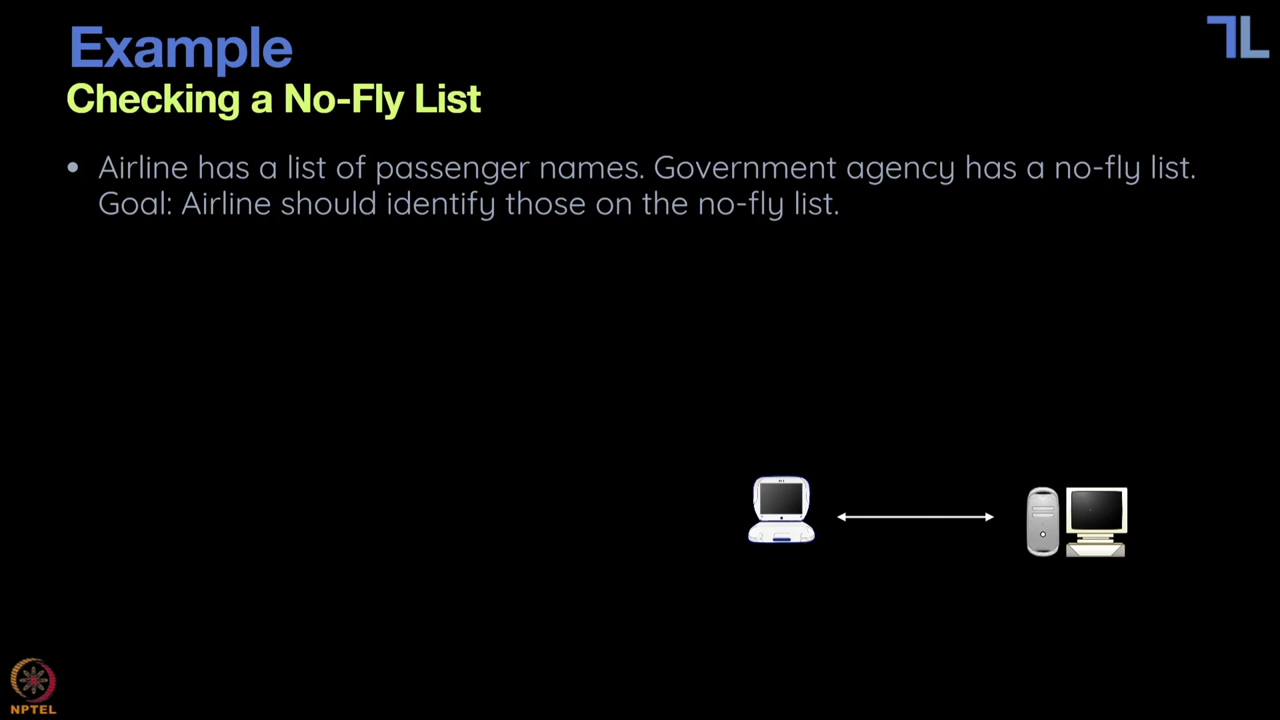 Example
Checking a No-Fly List
TL
• Airline has a list of passenger names. Government agency has a no-fly list.
Goal: Airline should identify those on the no-fly list.
NPTEL